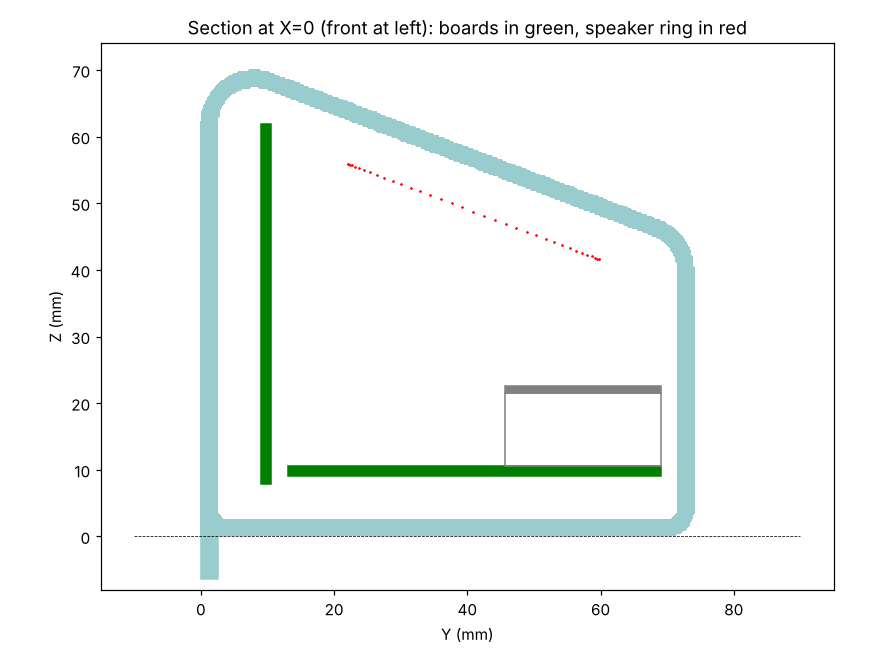 Section at X=0 (front at left): boards in green, speaker ring in red
70
60
50
40
30
20
10
0
Z (mm)
0 20 40 60 80
Y (mm)